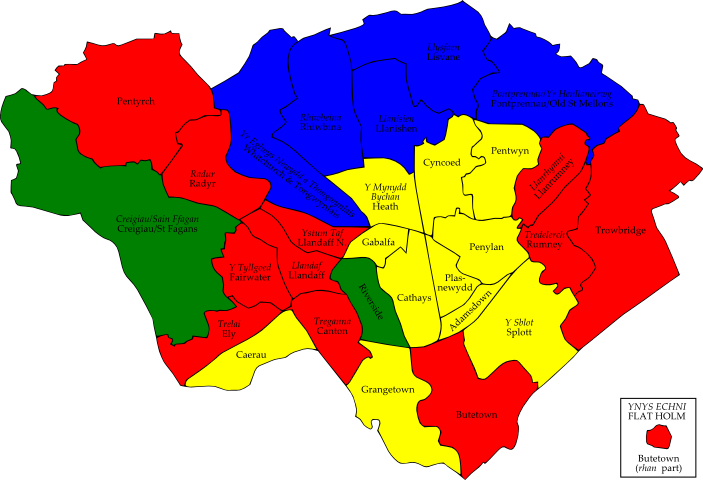 Llysfaen
Lisvane
Pentyrch
Rhiwbeina
Rhiwbina
Llanisien
Llanishen
Pontprennau/Yr Hen Laneirwg
Pontprennau/Old St Mellons
Yr Eglwys Newydd a Thongwynlais
Whitchurch & Tongwynlais
Radur
Radyr
Cyncoed
Pentwyn
Llanrhymni
Llanrumney
Y Mynydd
Bychan
Heath
Creigiau/Sain Ffagan
Creigiau/St Fagans
Ystum Taf
Llandaff N.
Gabalfa
Penylan
Tredelerch
Rumney
Trowbridge
Y Tyllgoed
Fairwater
Llandaf
Llandaff
Riverside
Cathays
Plas-
newydd
Adamsdown
Trelai
Ely
Treganna
Canton
Y Sblot
Splott
Caerau
Grangetown
Butetown
YNYS ECHNI
FLAT HOLM
Butetown
(rhan part)